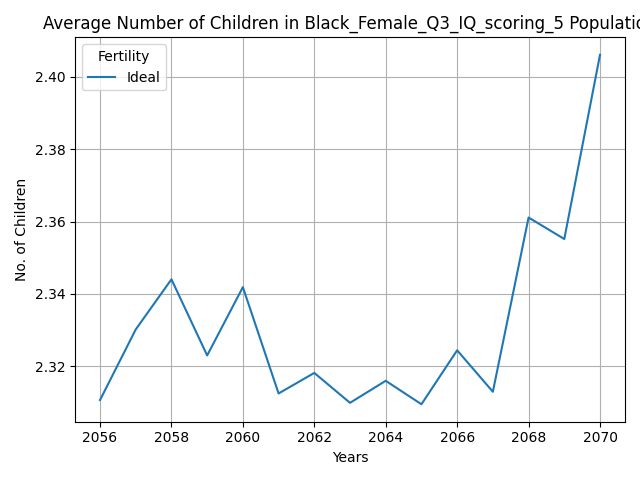 Average Number of Children in Black_Female_Q3_IQ_scoring_5 Populatio
Fertility
Ideal
No. of Children
2.40
2.38
2.36
2.34
2.32
2056 2058 2060 2062 2064 2066 2068 2070
Years